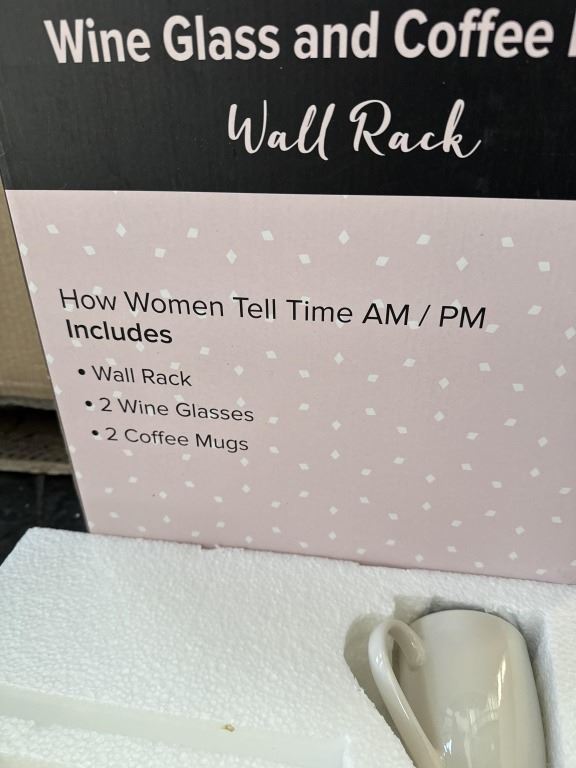 Wine Glass and Coffee
Wall Rack
How Women Tell Time AM / PM
Includes
• Wall Rack
• 2 Wine Glasses
• 2 Coffee Mugs